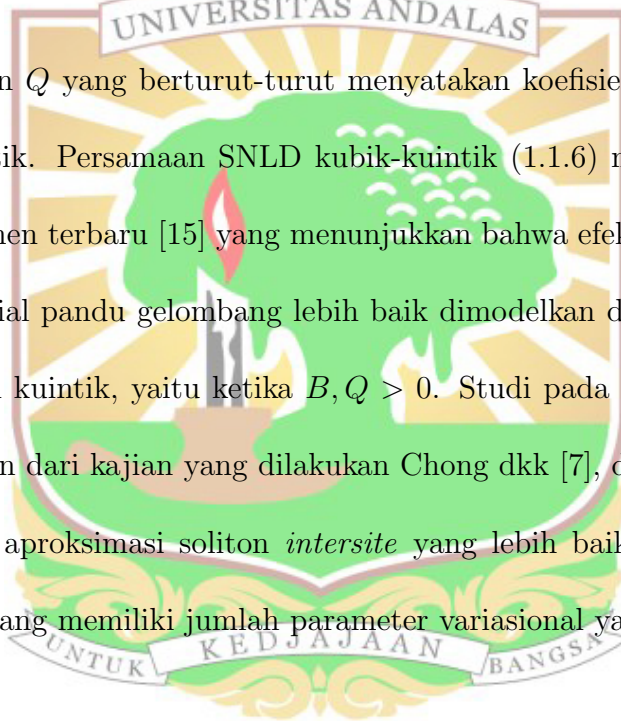 UNIVERSITAS ANDALAS
n Q yang berturut-turut menyatakan koefisie
ik. Persamaan SNLD kubik-kuintik (1.1.6) m
nen terbaru [15] yang menunjukkan bahwa efek
ial pandu gelombang lebih baik dimodelkan d
kuintik, yaitu ketika B, Q > 0. Studi pada
n dari kajian yang dilakukan Chong dkk [7], d
aproksimasi soliton intersite yang lebih baik
ang memiliki jumlah parameter variasional ya
UNTUK KEDJAJAAN BANGSA